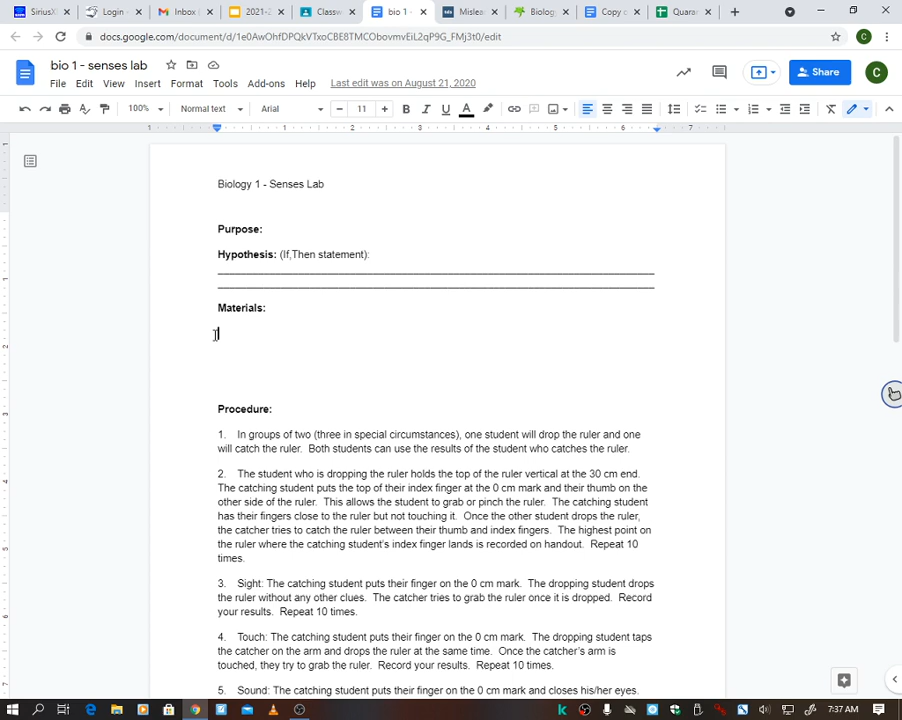 SiriusX
Login -
Inbox (
2021-2
Classw
bio 1 -
Mislea
Biology
Copy o
Quaran
docs.google.com/document/d/1e0AwOhfDPQkVTxoCBE8TMCObovmvEiL2qP9G_FMj3t0/edit
C
bio 1 - senses lab
File Edit View Insert Format Tools Add-ons Help Last edit was on August 21, 2020
Share
C
100% Normal text Arial 11 B I U A
1 1 2 3 4 5 6 7
Biology 1 - Senses Lab
Purpose:
Hypothesis: (If,Then statement):
Materials:
Procedure:
1. In groups of two (three in special circumstances), one student will drop the ruler and one
will catch the ruler. Both students can use the results of the student who catches the ruler.
2. The student who is dropping the ruler holds the top of the ruler vertical at the 30 cm end.
The catching student puts the top of their index finger at the 0 cm mark and their thumb on the
other side of the ruler. This allows the student to grab or pinch the ruler. The catching student
has their fingers close to the ruler but not touching it. Once the other student drops the ruler,
the catcher tries to catch the ruler between their thumb and index fingers. The highest point on
the ruler where the catching student's index finger lands is recorded on handout. Repeat 10
times.
3. Sight: The catching student puts their finger on the 0 cm mark. The dropping student drops
the ruler without any other clues. The catcher tries to grab the ruler once it is dropped. Record
your results. Repeat 10 times.
4. Touch: The catching student puts their finger on the 0 cm mark. The dropping student taps
the catcher on the arm and drops the ruler at the same time. Once the catcher's arm is
touched, they try to grab the ruler. Record your results. Repeat 10 times.
5. Sound: The catching student puts their finger on the 0 cm mark and closes his/her eyes.
7:37 AM